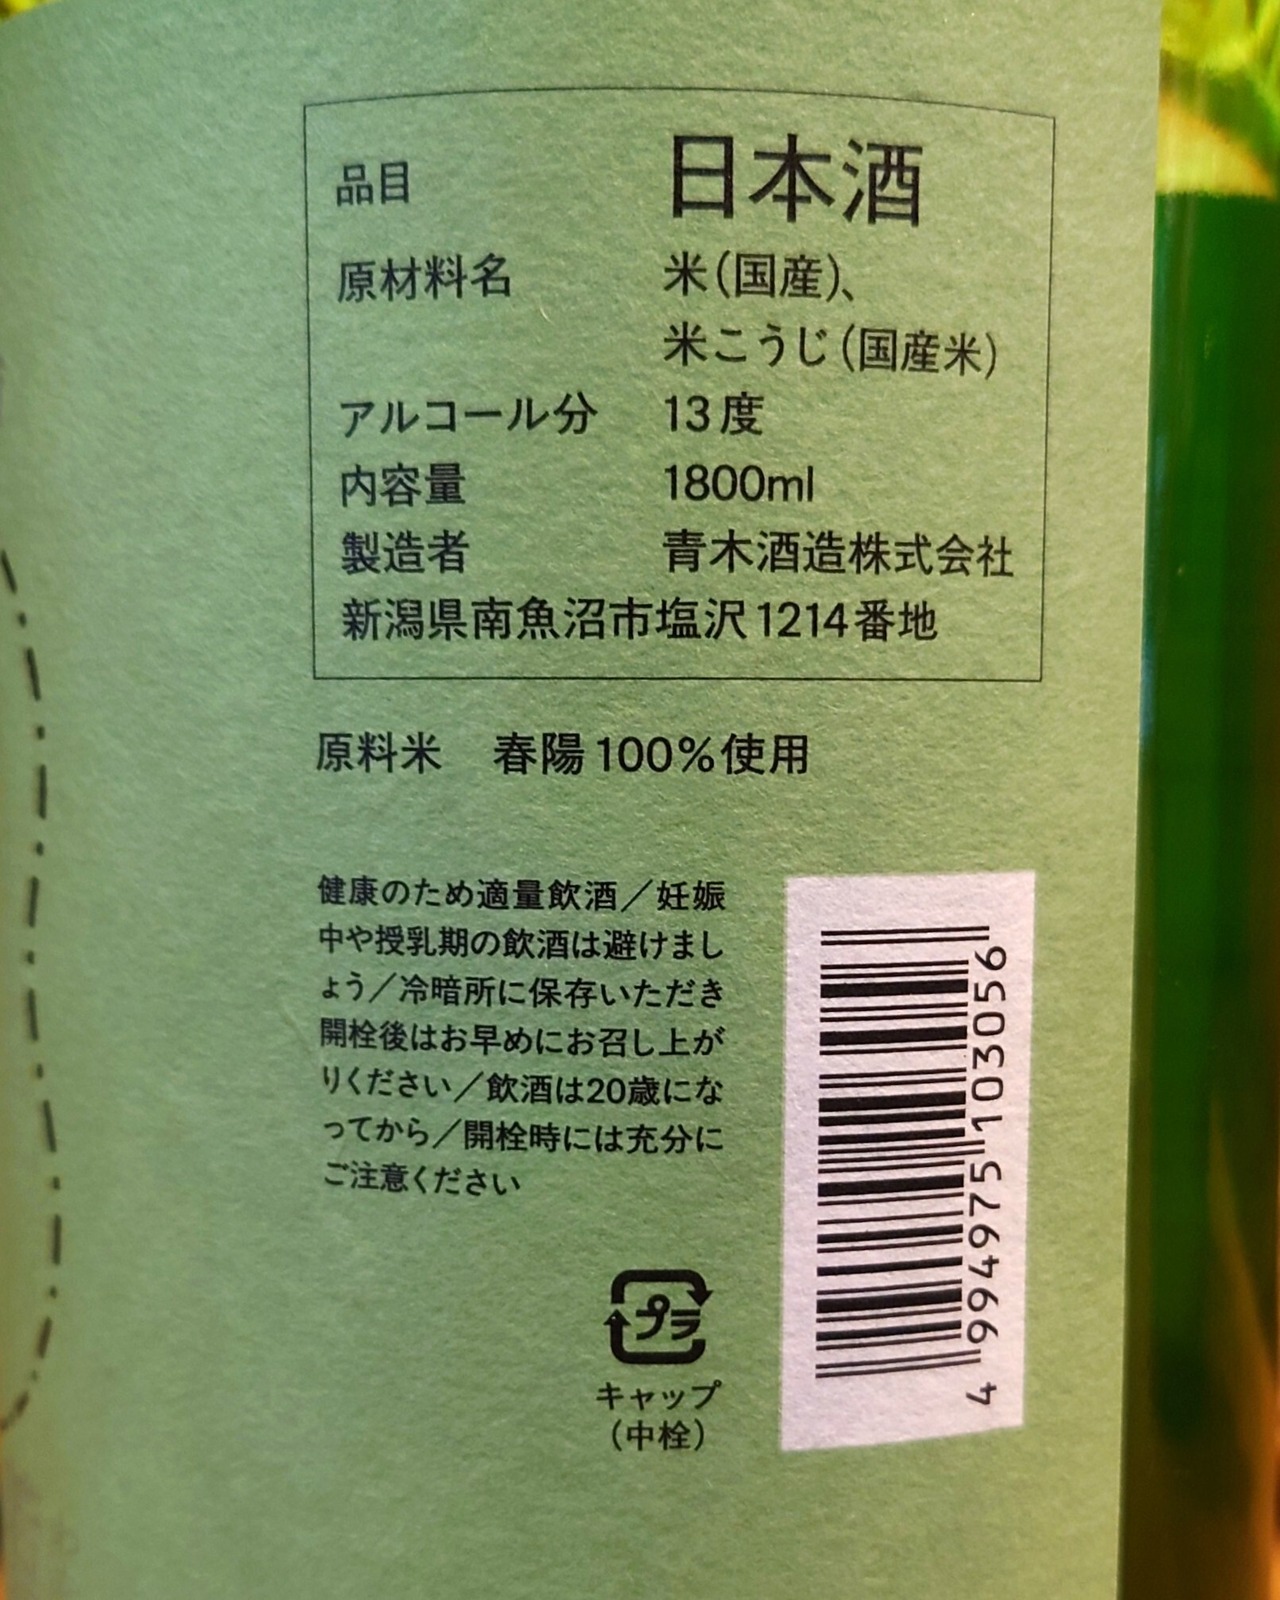 品目 日本酒
原材料名 米(国産)、
米こうじ(国産米)
アルコール分 13度
内容量 1800ml
製造者 青木酒造株式会社
新潟県南魚沼市塩沢1214番地
原料米 春陽100%使用
健康のため適量飲酒/妊娠
中や授乳期の飲酒は避けまし
ょう/冷暗所に保存いただき
開栓後はお早めにお召し上が
りください/飲酒は20歳にな
ってから/開栓時には充分に
ご注意ください
プラ
キャップ
(中栓)
4 994675 103056